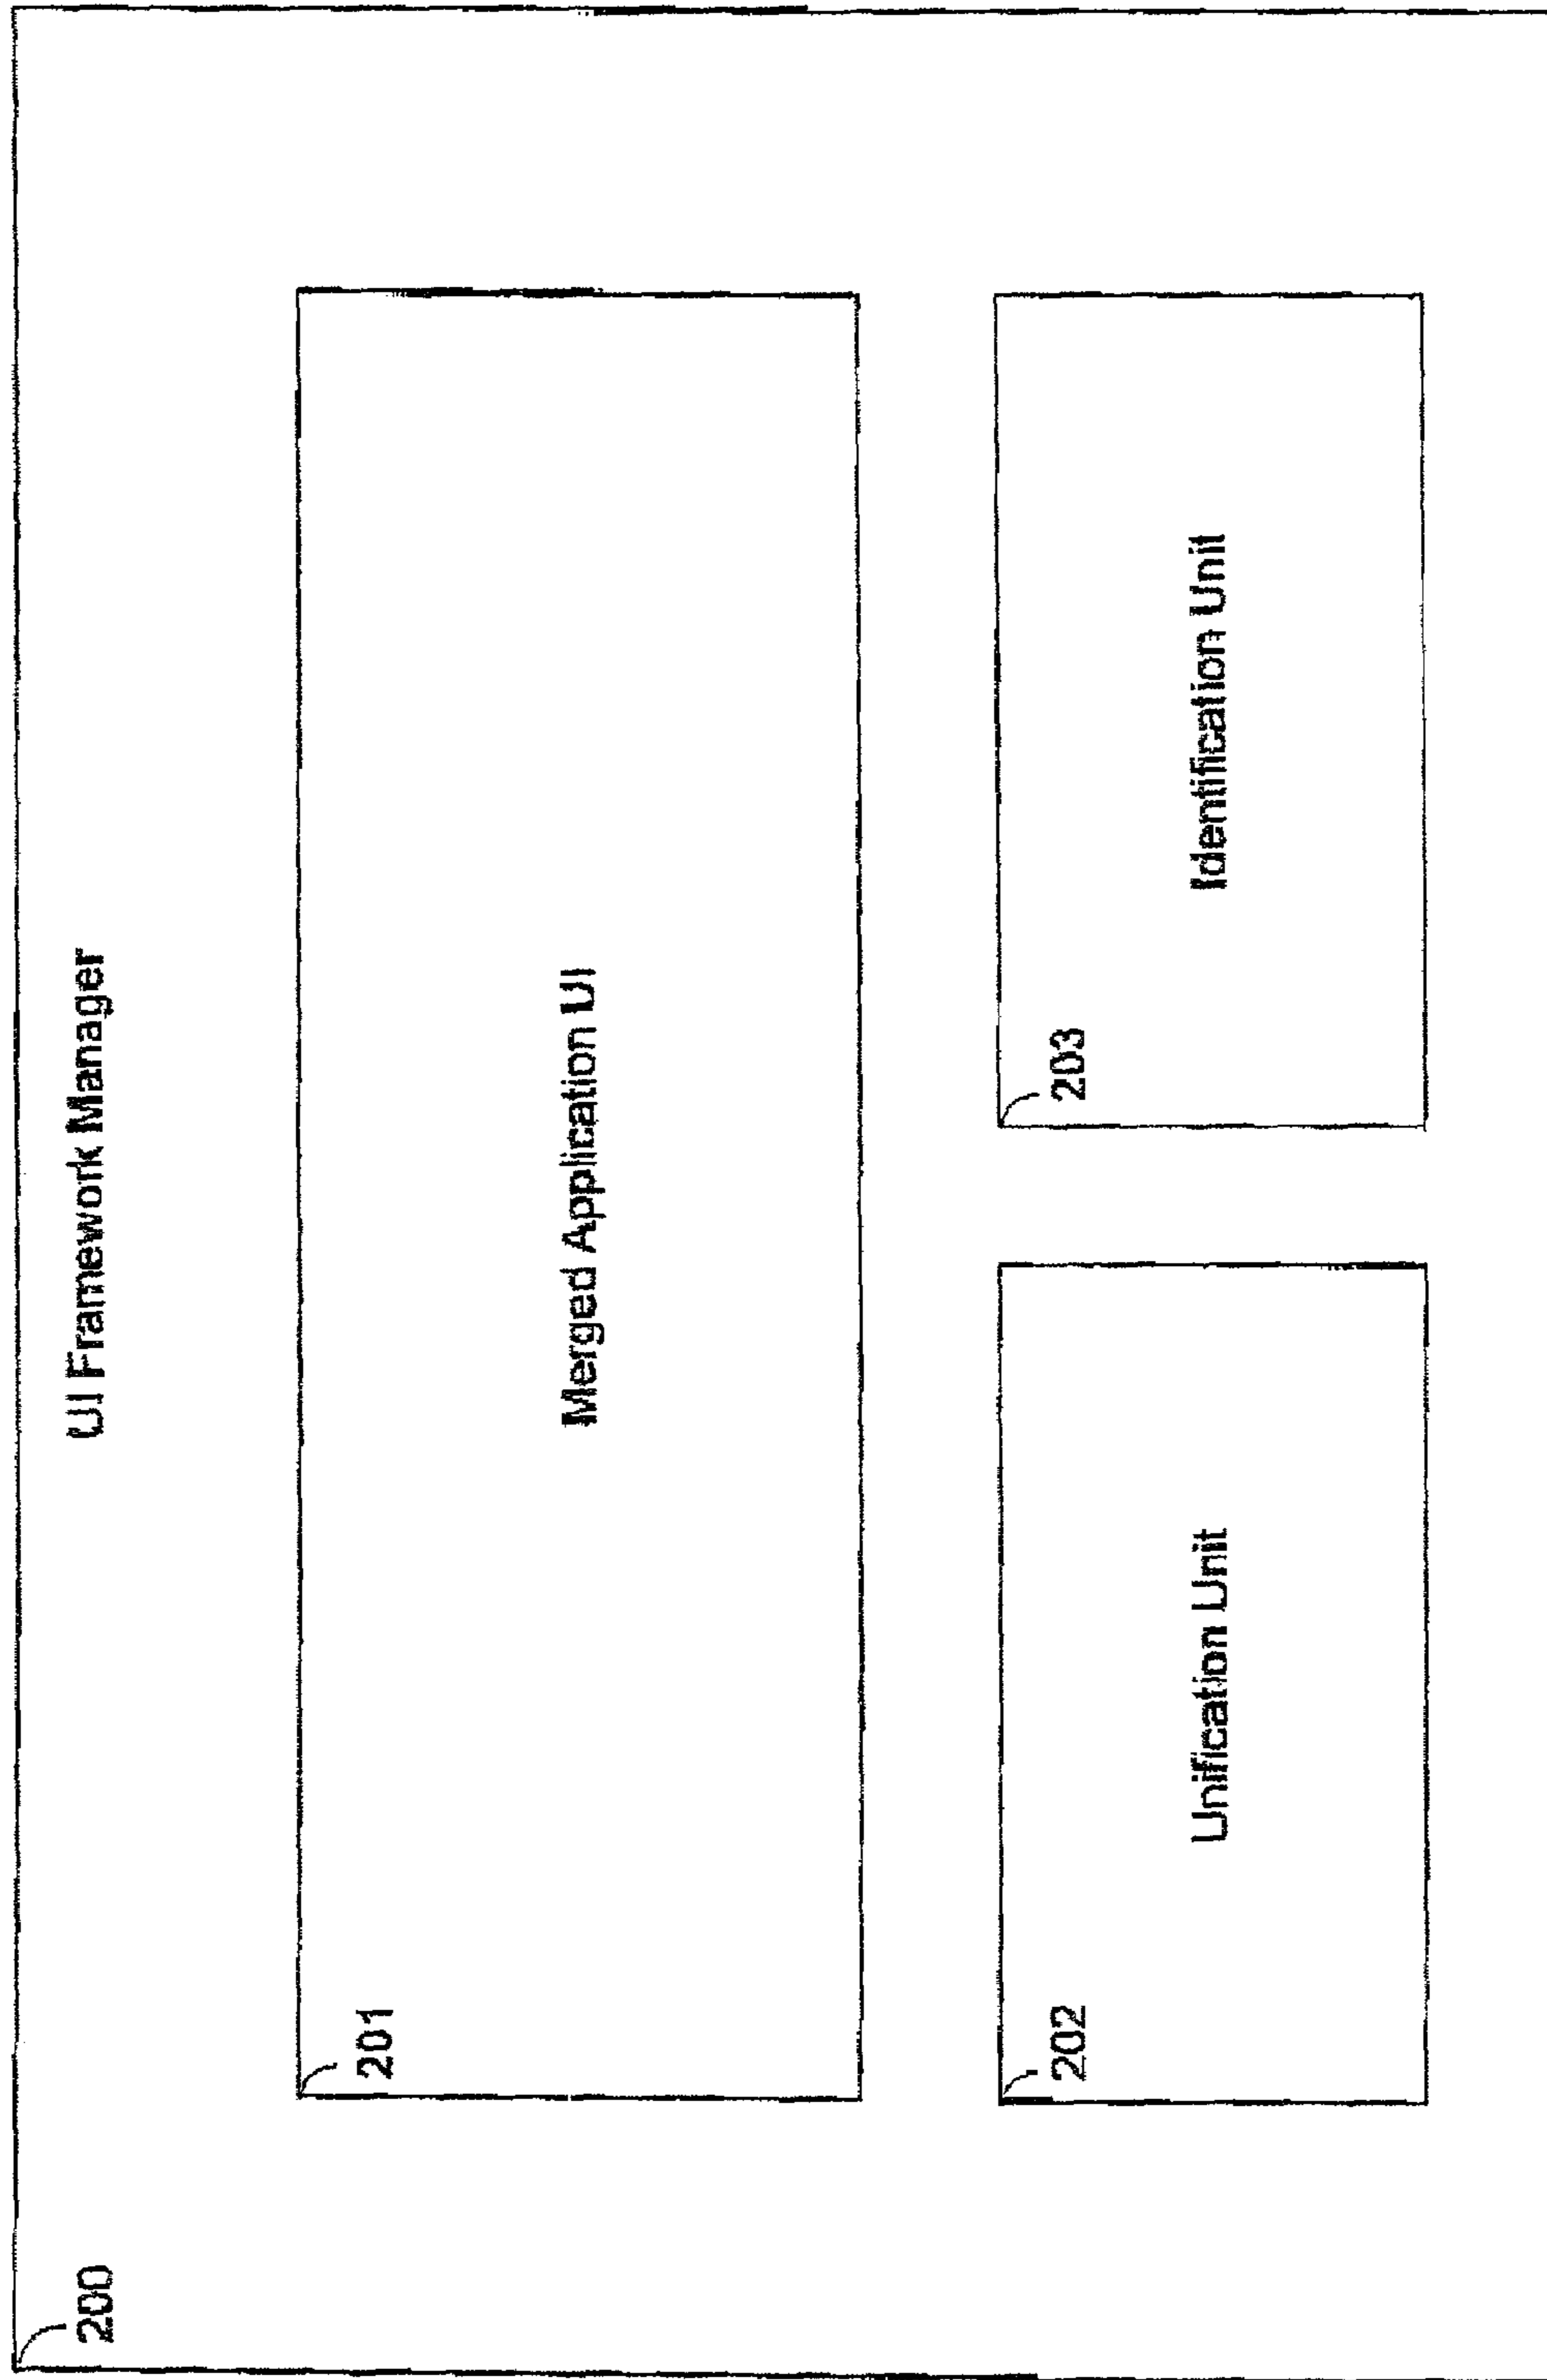 200
UI Framework Manager
201
Merged Application UI
202
Unification Unit
203
Identification Unit